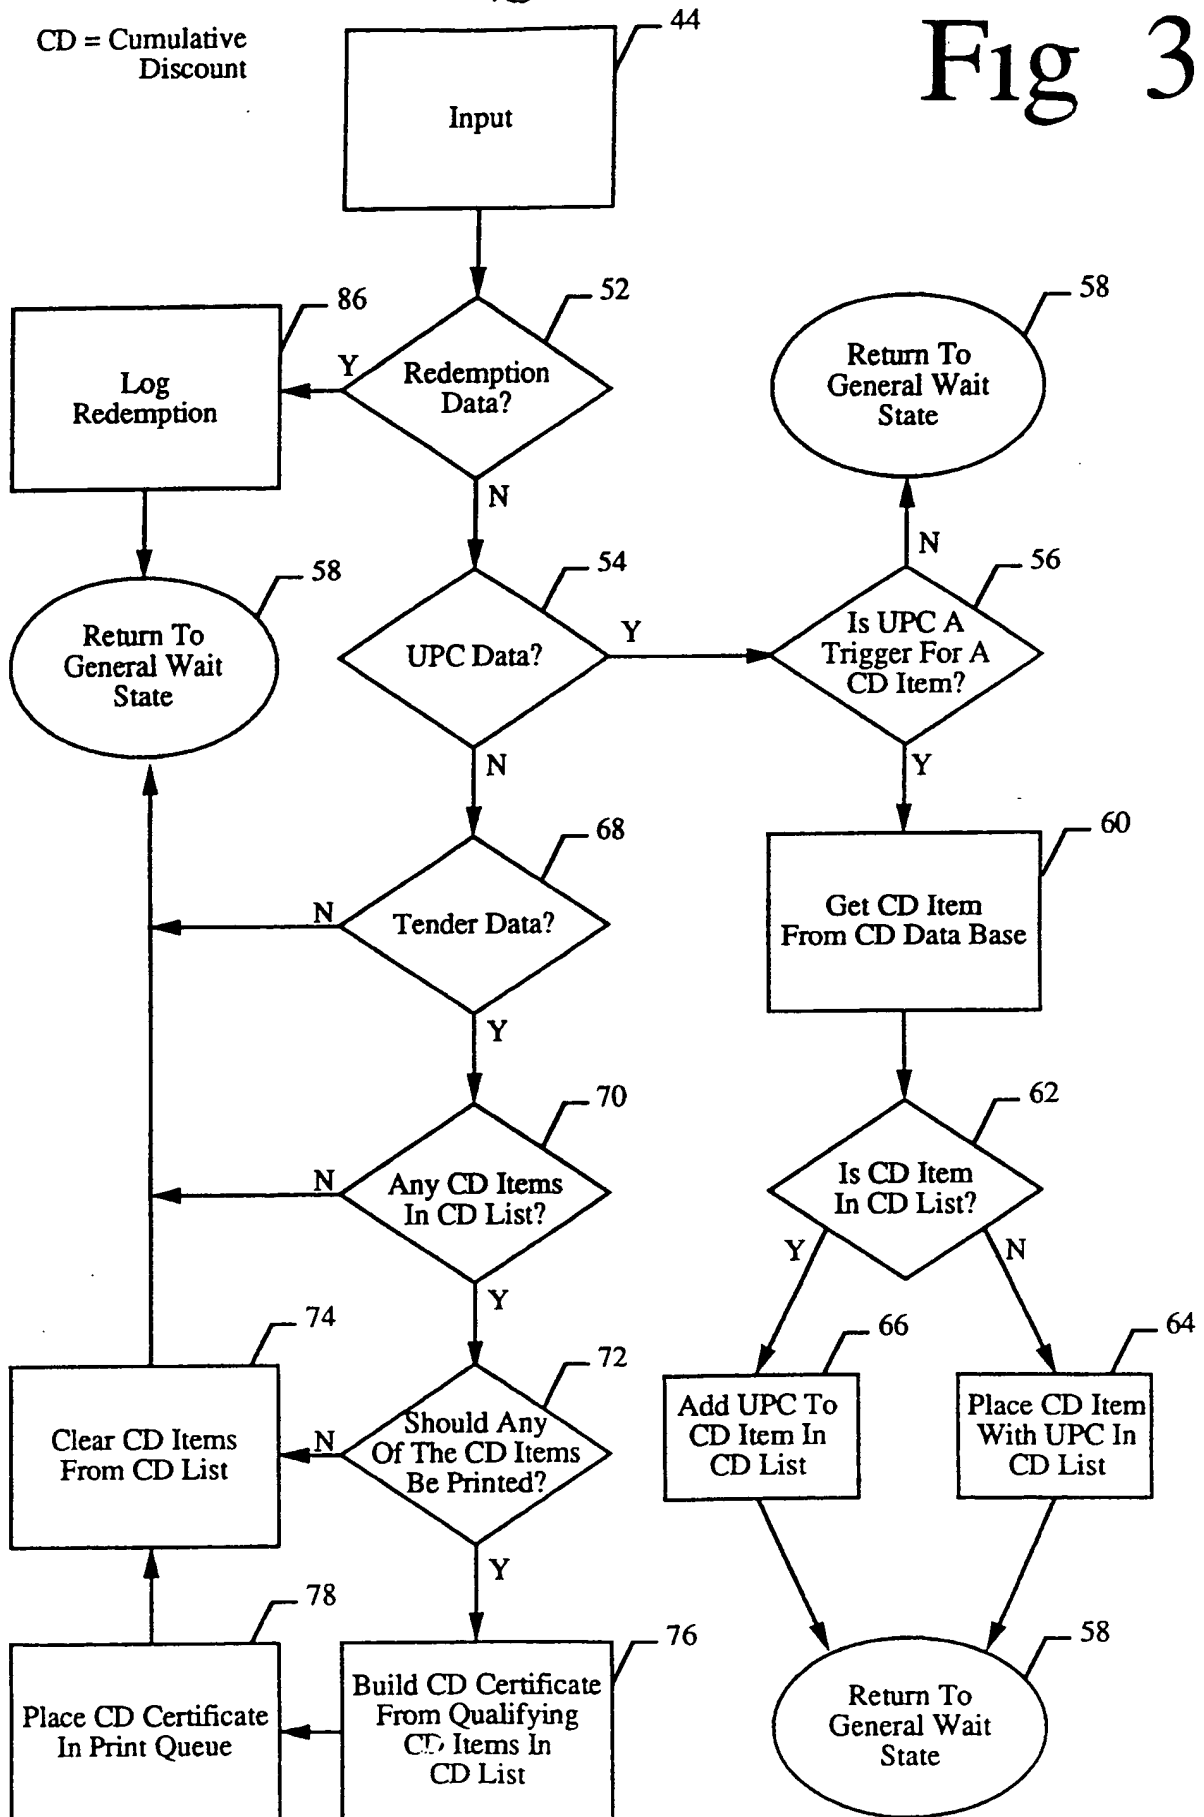 CD = Cumulative
Discount
Fig 3
44
Input
86
52
58
Log
Redemption
Y
Redemption
Data?
Return To
General Wait
State
N
N
58
54
56
Return To
General Wait
State
UPC Data?
Y
Is UPC A
Trigger For A
CD Item?
N
Y
68
60
N
Tender Data?
Get CD Item
From CD Data Base
Y
70
62
N
Any CD Items
In CD List?
Is CD Item
In CD List?
Y
N
Y
74
72
66
64
Clear CD Items
From CD List
N
Should Any
Of The CD Items
Be Printed?
Add UPC To
CD Item In
CD List
Place CD Item
With UPC In
CD List
Y
78
76
58
Place CD Certificate
In Print Queue
Build CD Certificate
From Qualifying
CD Items In
CD List
Return To
General Wait
State